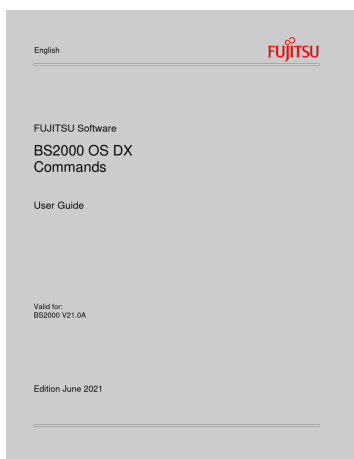 English
FUJITSU
FUJITSU Software
BS2000 OS DX
Commands
User Guide
Valid for:
BS2000 V21.0A
Edition June 2021